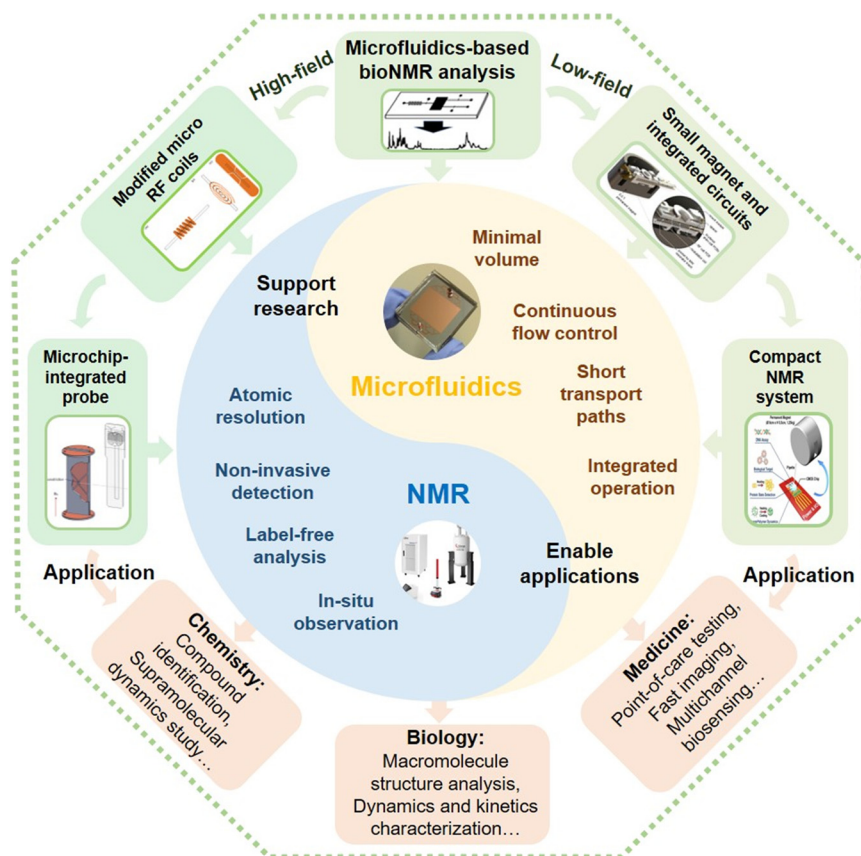 Microfluidics-based
bioNMR analysis
High-field
Low-field
Modified micro
RF coils
Small magnet and
integrated circuits
Minimal
volume
Support
research
Continuous
flow control
Microchip-
integrated
probe
Compact
NMR
system
Microfluidics
Short
transport
paths
Atomic
resolution
Non-invasive
detection
NMR
Integrated
operation
Label-free
analysis
Enable
applications
In-situ
observation
Application
Application
Chemistry:
Compound
identification,
Supramolecular
dynamics study...
Biology:
Macromolecule
structure analysis,
Dynamics and kinetics
characterization...
Medicine:
Point-of-care testing,
Fast imaging,
Multichannel
biosensing...